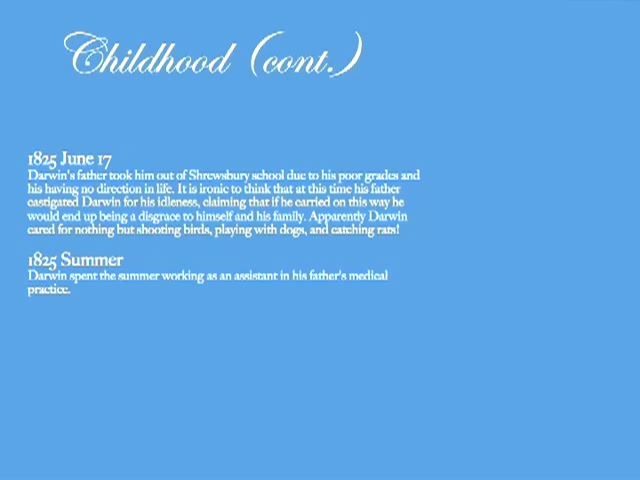 Childhood (cont.)
1825 June 17
Darwin's father took him out of Shrewsbury school due to his poor grades and
his having no direction in life. It is ironic to think that at this time his father
castigated Darwin for his idleness, claiming that if he carried on this way he
would end up being a disgrace to himself and his family. Apparently Darwin
cared for nothing but shooting birds, playing with dogs, and catching rats!
1825 Summer
Darwin spent the summer working as an assistant in his father's medical
practice.